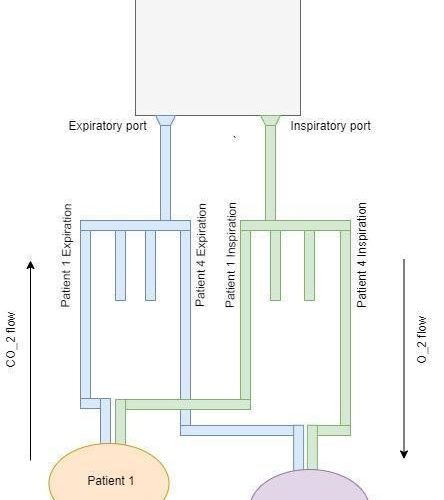 Expiratory port
Inspiratory port
Patient 1 Expiration
Patient 4 Expiration
Patient 1 Inspiration
Patient 4 Inspiration
CO_2 flow
O_2 flow
Patient 1